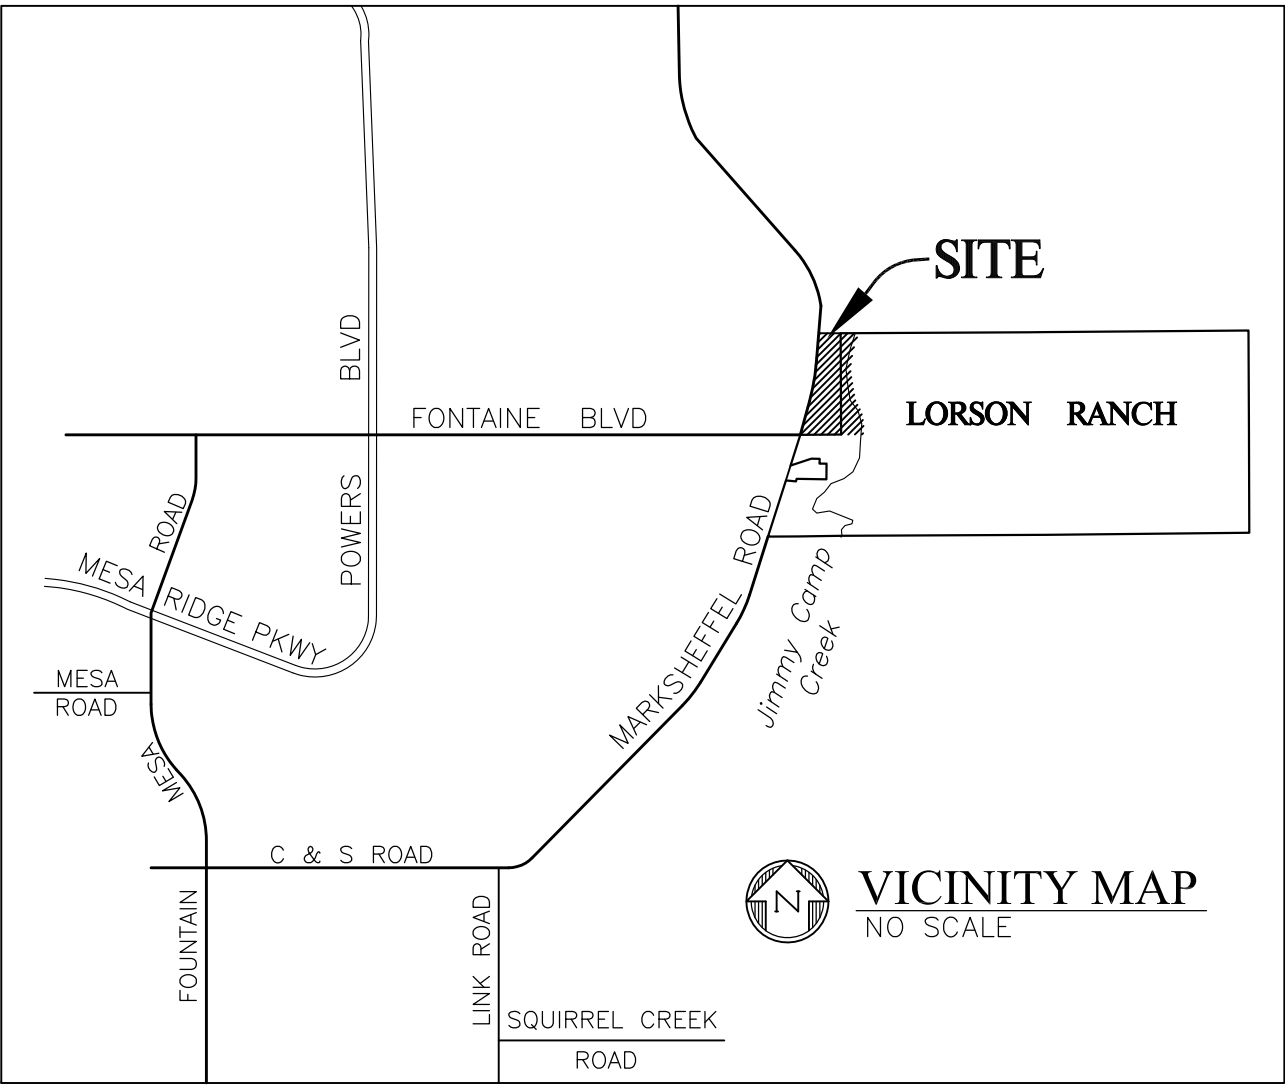 SITE
BLVD
FONTAINE BLVD
LORSON RANCH
POWERS
ROAD
MESA RIDGE PKWY
MARKSHEFFEL ROAD
Jimmy Camp
Creek
MESA
ROAD
MESA
C & S ROAD
FOUNTAIN
LINK ROAD
N
VICINITY MAP
NO SCALE
SQUIRREL CREEK
ROAD